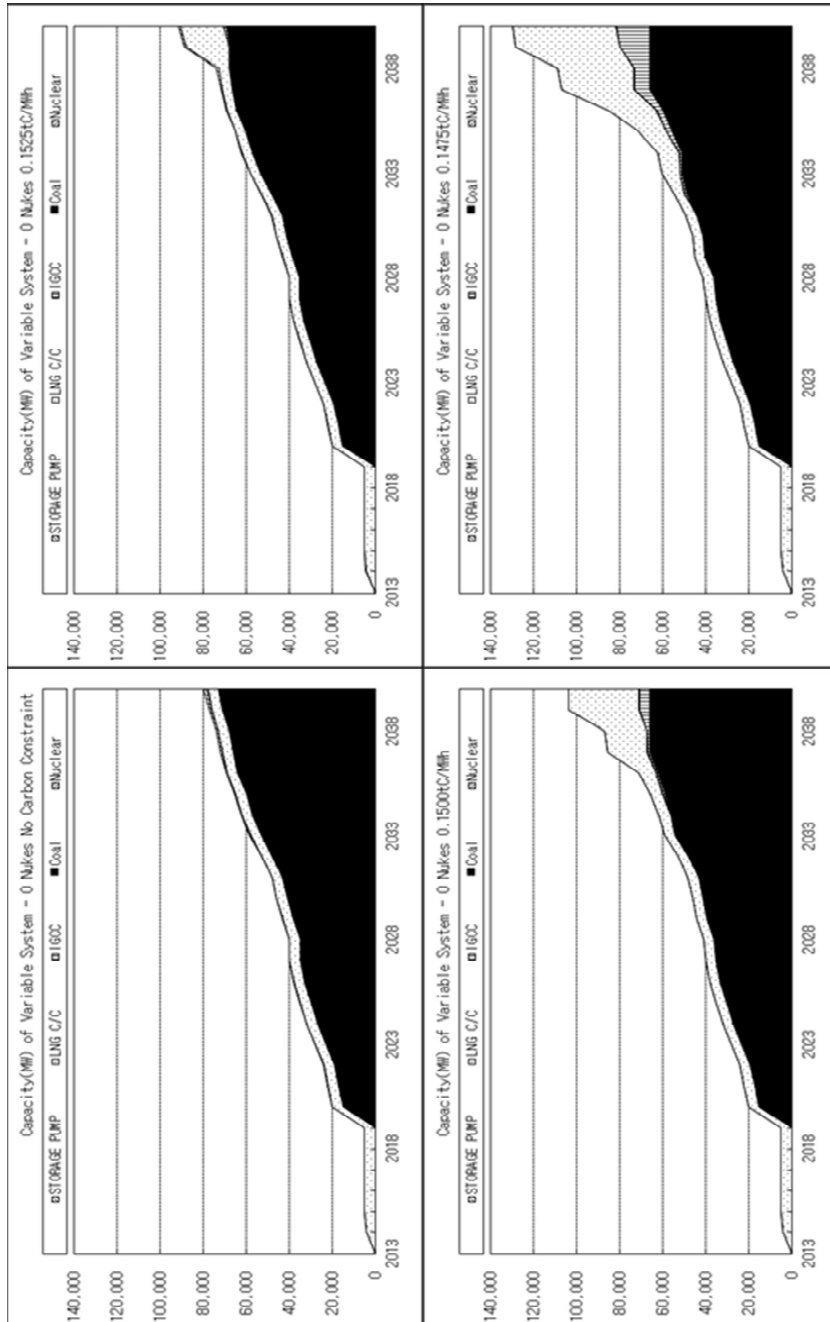 Capacity(MW) of Variable System - 0 Nukes No Carbon Constraint
STORAGE PUMP LNG C/C IGCC Coal Nuclear
140,000
120,000
100,000
80,000
60,000
40,000
20,000
0
2013 2018 2023 2028 2033 2038
Capacity(MW) of Variable System - 0 Nukes 0.1525tC/MWh
STORAGE PUMP LNG C/C IGCC Coal Nuclear
140,000
120,000
100,000
80,000
60,000
40,000
20,000
0
2013 2018 2023 2028 2033 2038
Capacity(MW) of Variable System - 0 Nukes 0.1500tC/MWh
STORAGE PUMP LNG C/C IGCC Coal Nuclear
140,000
120,000
100,000
80,000
60,000
40,000
20,000
0
2013 2018 2023 2028 2033 2038
Capacity(MW) of Variable System - 0 Nukes 0.1475tC/MWh
STORAGE PUMP LNG C/C IGCC Coal Nuclear
140,000
120,000
100,000
80,000
60,000
40,000
20,000
0
2013 2018 2023 2028 2033 2038